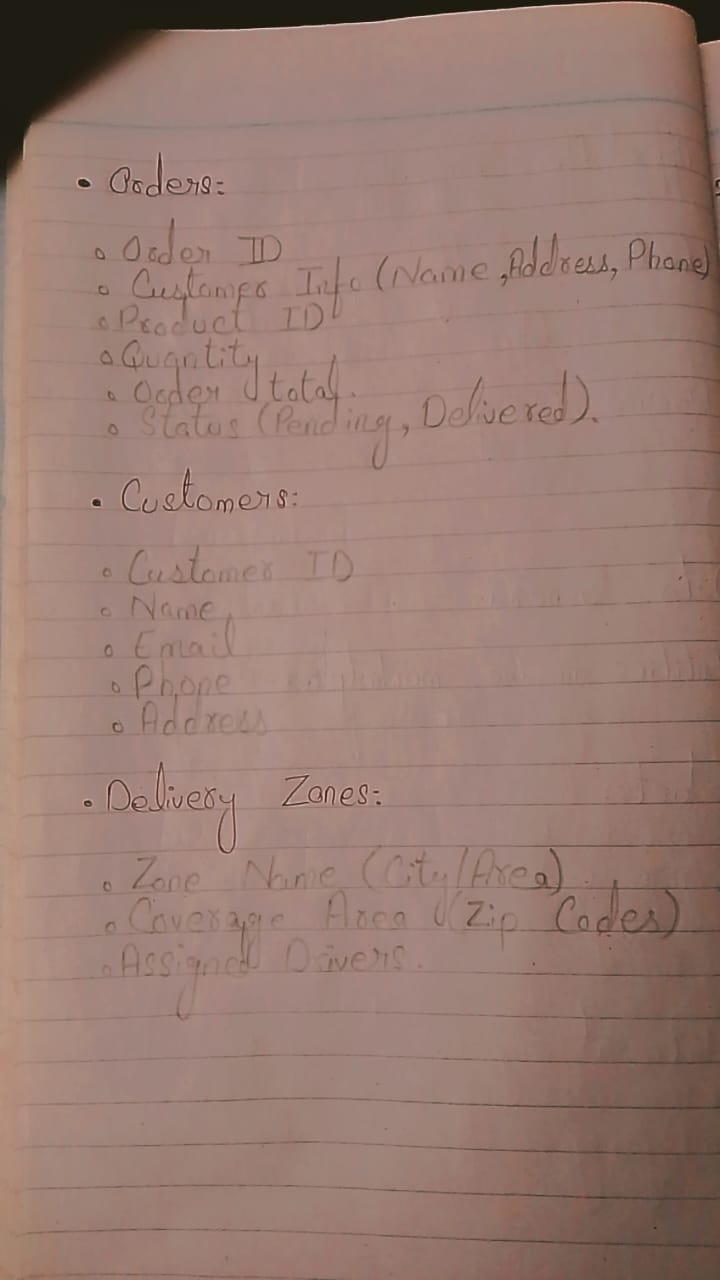 • Orders:
◦ Order ID
◦ Customer Info (Name, Address, Phone)
◦ Product ID
◦ Quantity
◦ Order total.
◦ Status (Pending, Delivered).
• Customers:
◦ Customer ID
◦ Name
◦ Email
◦ Phone
◦ Address
• Delivery Zones:
◦ Zone Name (City/Area)
◦ Coverage Area (Zip Codes)
◦ Assigned Drivers.